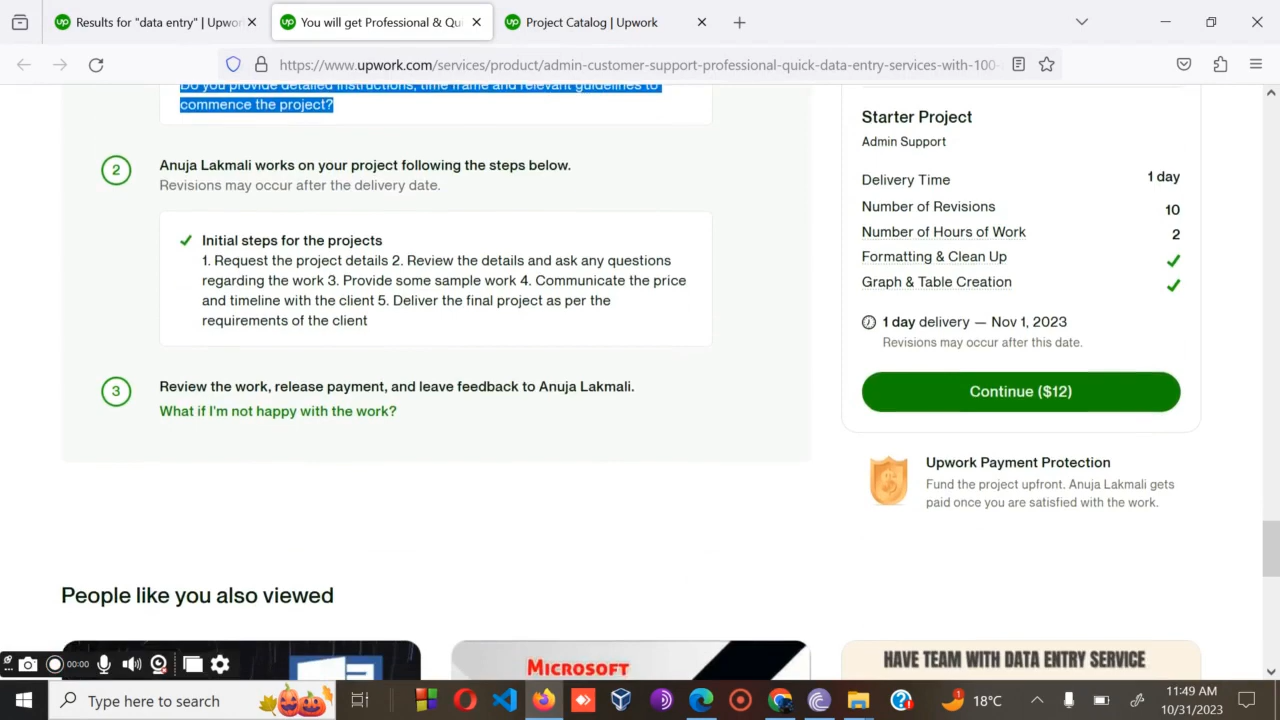 Results for "data entry" | Upwor
You will get Professional & Qu
Project Catalog | Upwork
https://www.upwork.com/services/product/admin-customer-support-professional-quick-data-entry-services-with-100-
Do you provide detailed instructions, time frame and relevant guidelines to
commence the project?
2
Anuja Lakmali works on your project following the steps below.
Revisions may occur after the delivery date.
Initial steps for the projects
1. Request the project details 2. Review the details and ask any questions
regarding the work 3. Provide some sample work 4. Communicate the price
and timeline with the client 5. Deliver the final project as per the
requirements of the client
3
Review the work, release payment, and leave feedback to Anuja Lakmali.
What if I'm not happy with the work?
Starter Project
Admin Support
Delivery Time 1 day
Number of Revisions 10
Number of Hours of Work 2
Formatting & Clean Up
Graph & Table Creation
1 day delivery — Nov 1, 2023
Revisions may occur after this date.
Continue ($12)
Upwork Payment Protection
Fund the project upfront. Anuja Lakmali gets
paid once you are satisfied with the work.
People like you also viewed
MICROSOFT
HAVE TEAM WITH DATA ENTRY SERVICE
00:00
Type here to search
18°C
11:49 AM
10/31/2023